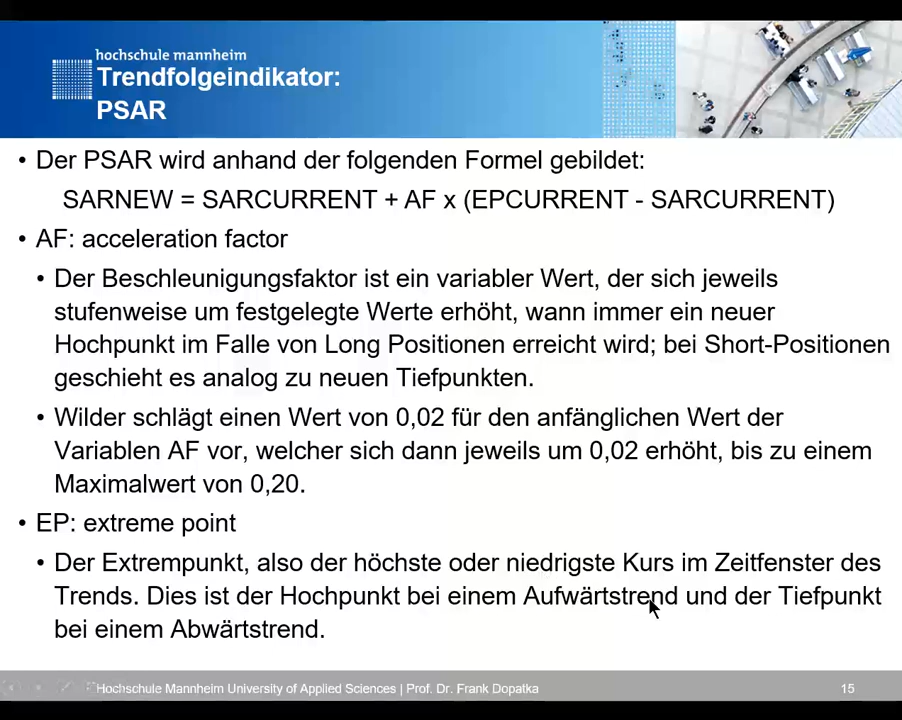 hochschule mannheim
Trendfolgeindikator:
PSAR
• Der PSAR wird anhand der folgenden Formel gebildet:
SARNEW = SARCURRENT + AF x (EPCURRENT - SARCURRENT)
• AF: acceleration factor
• Der Beschleunigungsfaktor ist ein variabler Wert, der sich jeweils
stufenweise um festgelegte Werte erhöht, wann immer ein neuer
Hochpunkt im Falle von Long Positionen erreicht wird; bei Short-Positionen
geschieht es analog zu neuen Tiefpunkten.
• Wilder schlägt einen Wert von 0,02 für den anfänglichen Wert der
Variablen AF vor, welcher sich dann jeweils um 0,02 erhöht, bis zu einem
Maximalwert von 0,20.
• EP: extreme point
• Der Extrempunkt, also der höchste oder niedrigste Kurs im Zeitfenster des
Trends. Dies ist der Hochpunkt bei einem Aufwärtstrend und der Tiefpunkt
bei einem Abwärtstrend.
Hochschule Mannheim University of Applied Sciences | Prof. Dr. Frank Dopatka
15